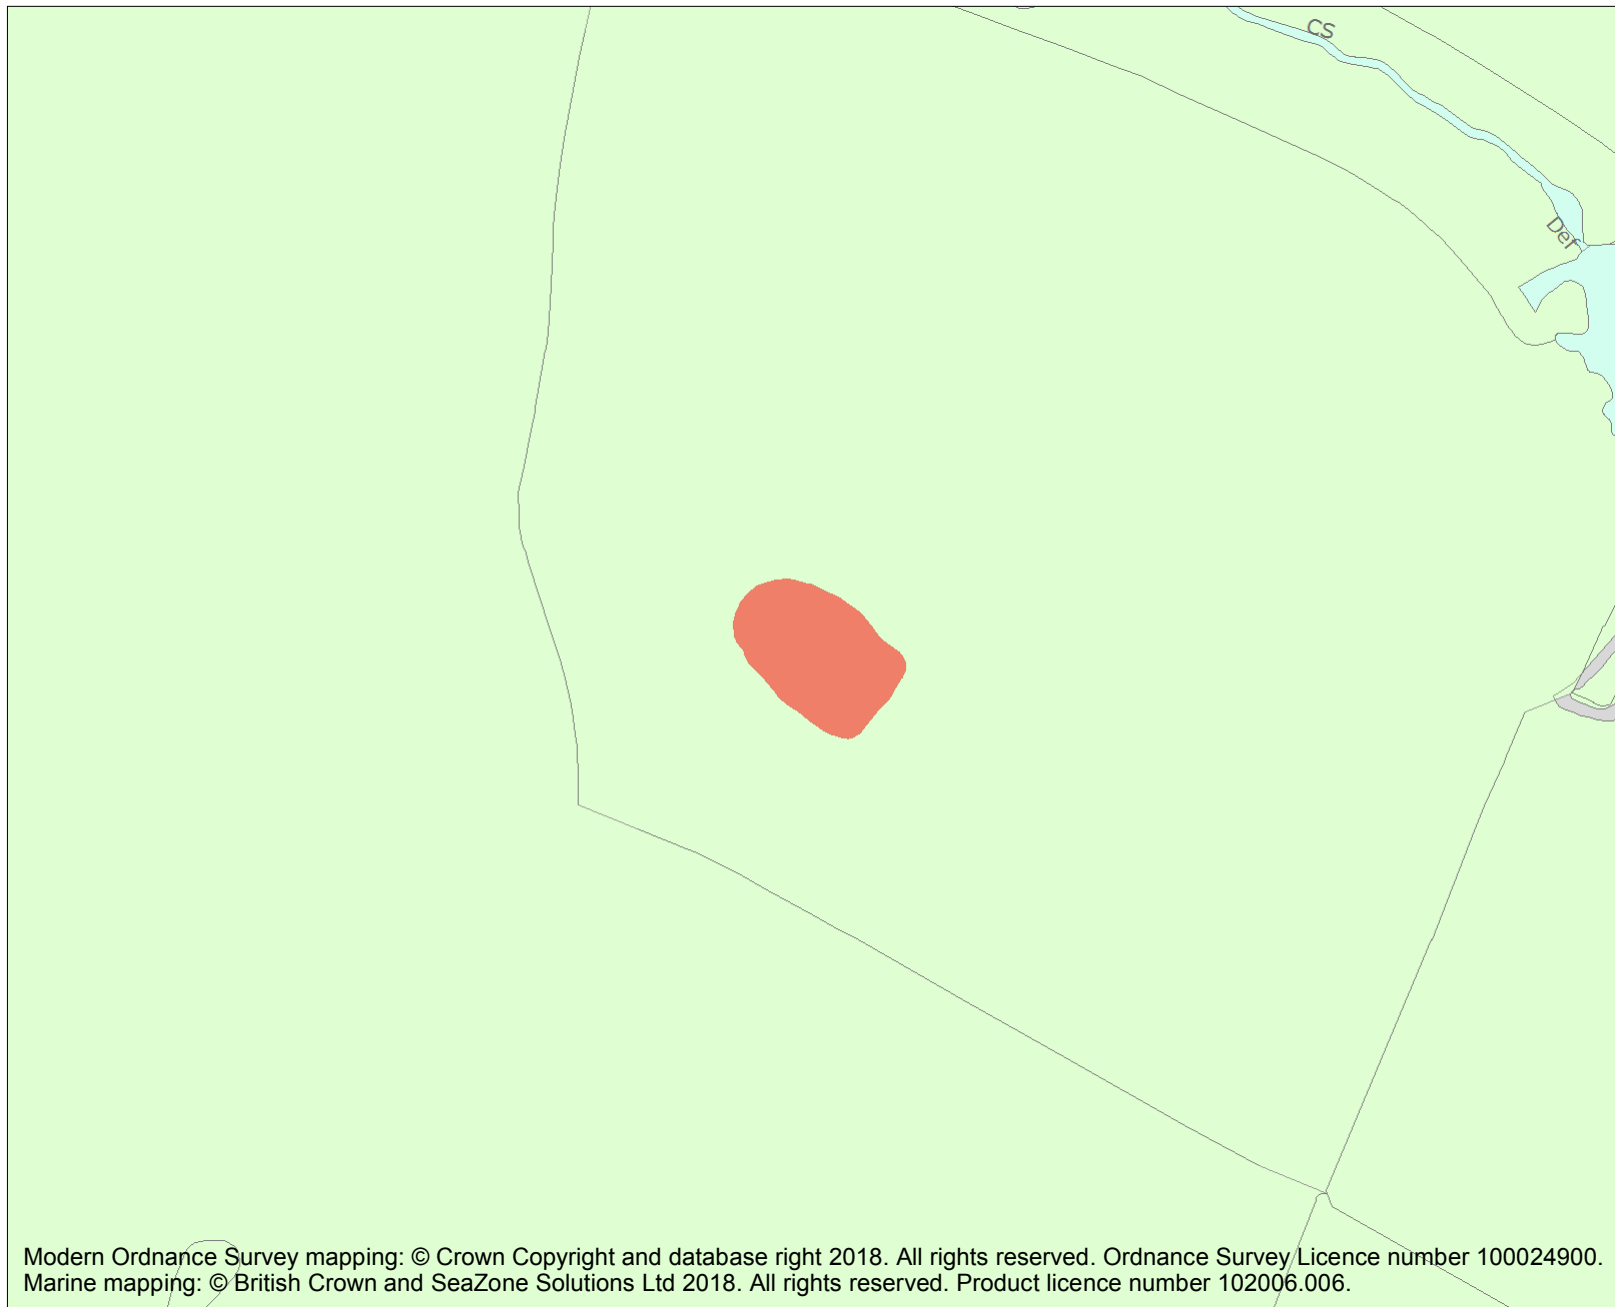 CS
Def
Modern Ordnance Survey mapping: © Crown Copyright and database right 2018. All rights reserved. Ordnance Survey Licence number 100024900.
Marine mapping: © British Crown and SeaZone Solutions Ltd 2018. All rights reserved. Product licence number 102006.006.